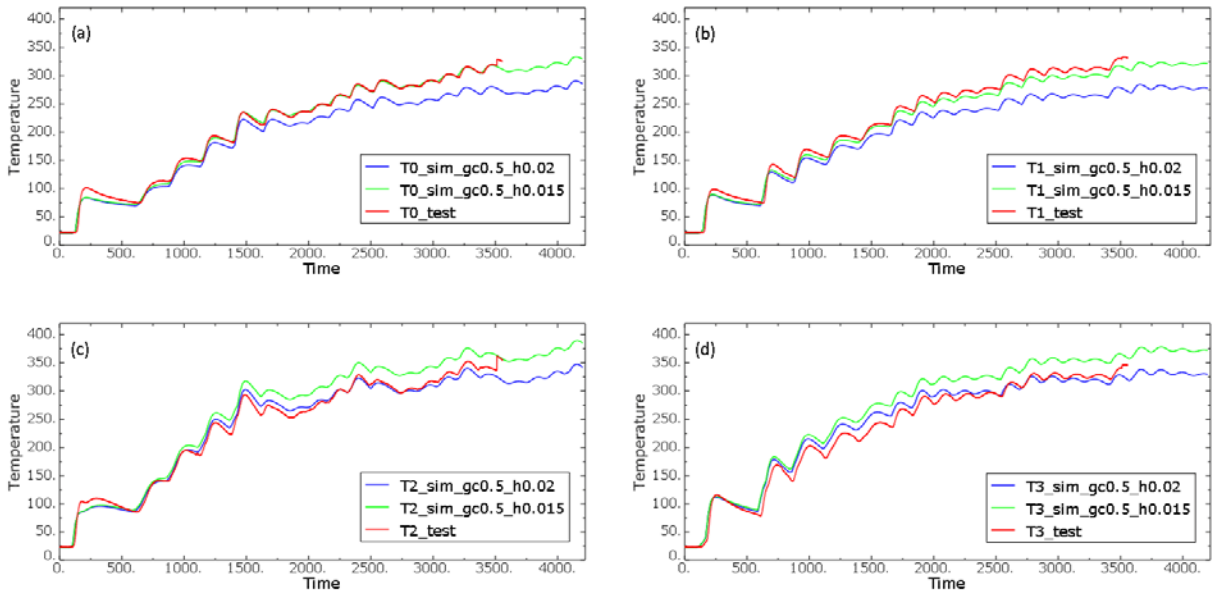 (a)
400.
350.
300.
250.
200.
150.
100.
50.
0.
Temperature
T0_sim_gc0.5_h0.02
T0_sim_gc0.5_h0.015
T0_test
0. 500. 1000. 1500. 2000. 2500. 3000. 3500. 4000.
Time
(b)
400.
350.
300.
250.
200.
150.
100.
50.
0.
Temperature
T1_sim_gc0.5_h0.02
T1_sim_gc0.5_h0.015
T1_test
0. 500. 1000. 1500. 2000. 2500. 3000. 3500. 4000.
Time
(c)
400.
350.
300.
250.
200.
150.
100.
50.
0.
Temperature
T2_sim_gc0.5_h0.02
T2_sim_gc0.5_h0.015
T2_test
0. 500. 1000. 1500. 2000. 2500. 3000. 3500. 4000.
Time
(d)
400.
350.
300.
250.
200.
150.
100.
50.
0.
Temperature
T3_sim_gc0.5_h0.02
T3_sim_gc0.5_h0.015
T3_test
0. 500. 1000. 1500. 2000. 2500. 3000. 3500. 4000.
Time